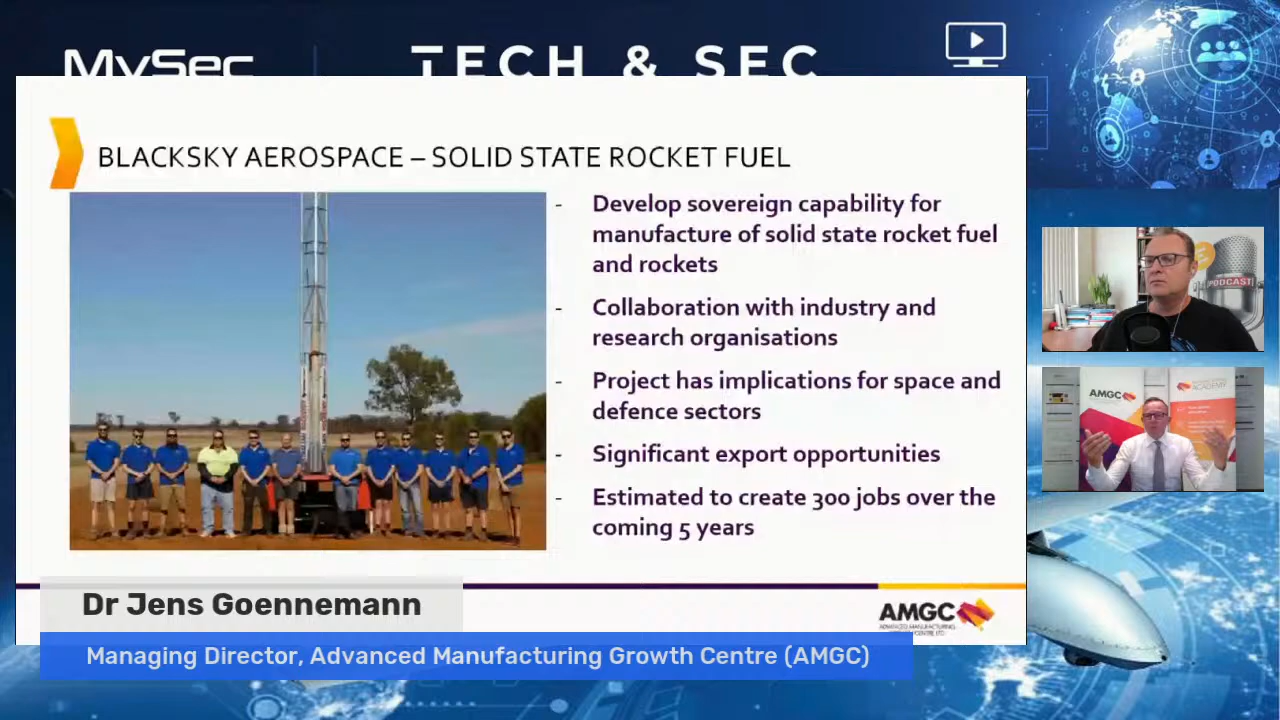 MySec
TECH & SEC
BLACKSKY AEROSPACE – SOLID STATE ROCKET FUEL
- Develop sovereign capability for
manufacture of solid state rocket fuel
and rockets
- Collaboration with industry and
research organisations
- Project has implications for space and
defence sectors
- Significant export opportunities
- Estimated to create 300 jobs over the
coming 5 years
PODCAST
AMGC
ACADEMY
Dr Jens Goennemann
Managing Director, Advanced Manufacturing Growth Centre (AMGC)
AMGC
ADVANCED MANUFACTURING